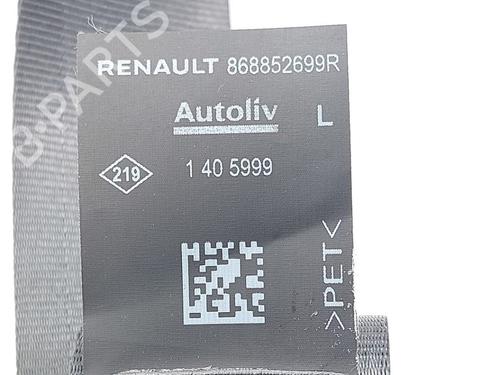 RENAULT 868852699R
Autoliv L
219 1 40 5999
>PET<
B-PARTS